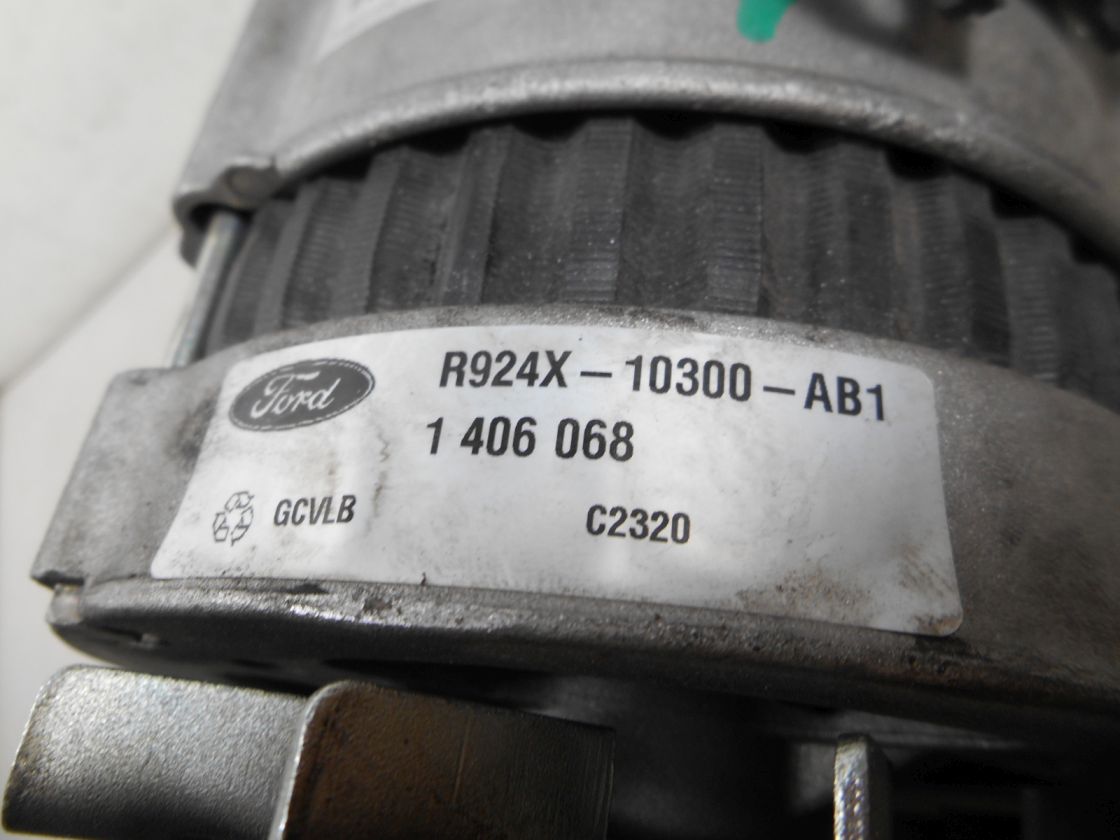 Ford
R924X-10300-AB1
1 406 068
GCVLB
C2320